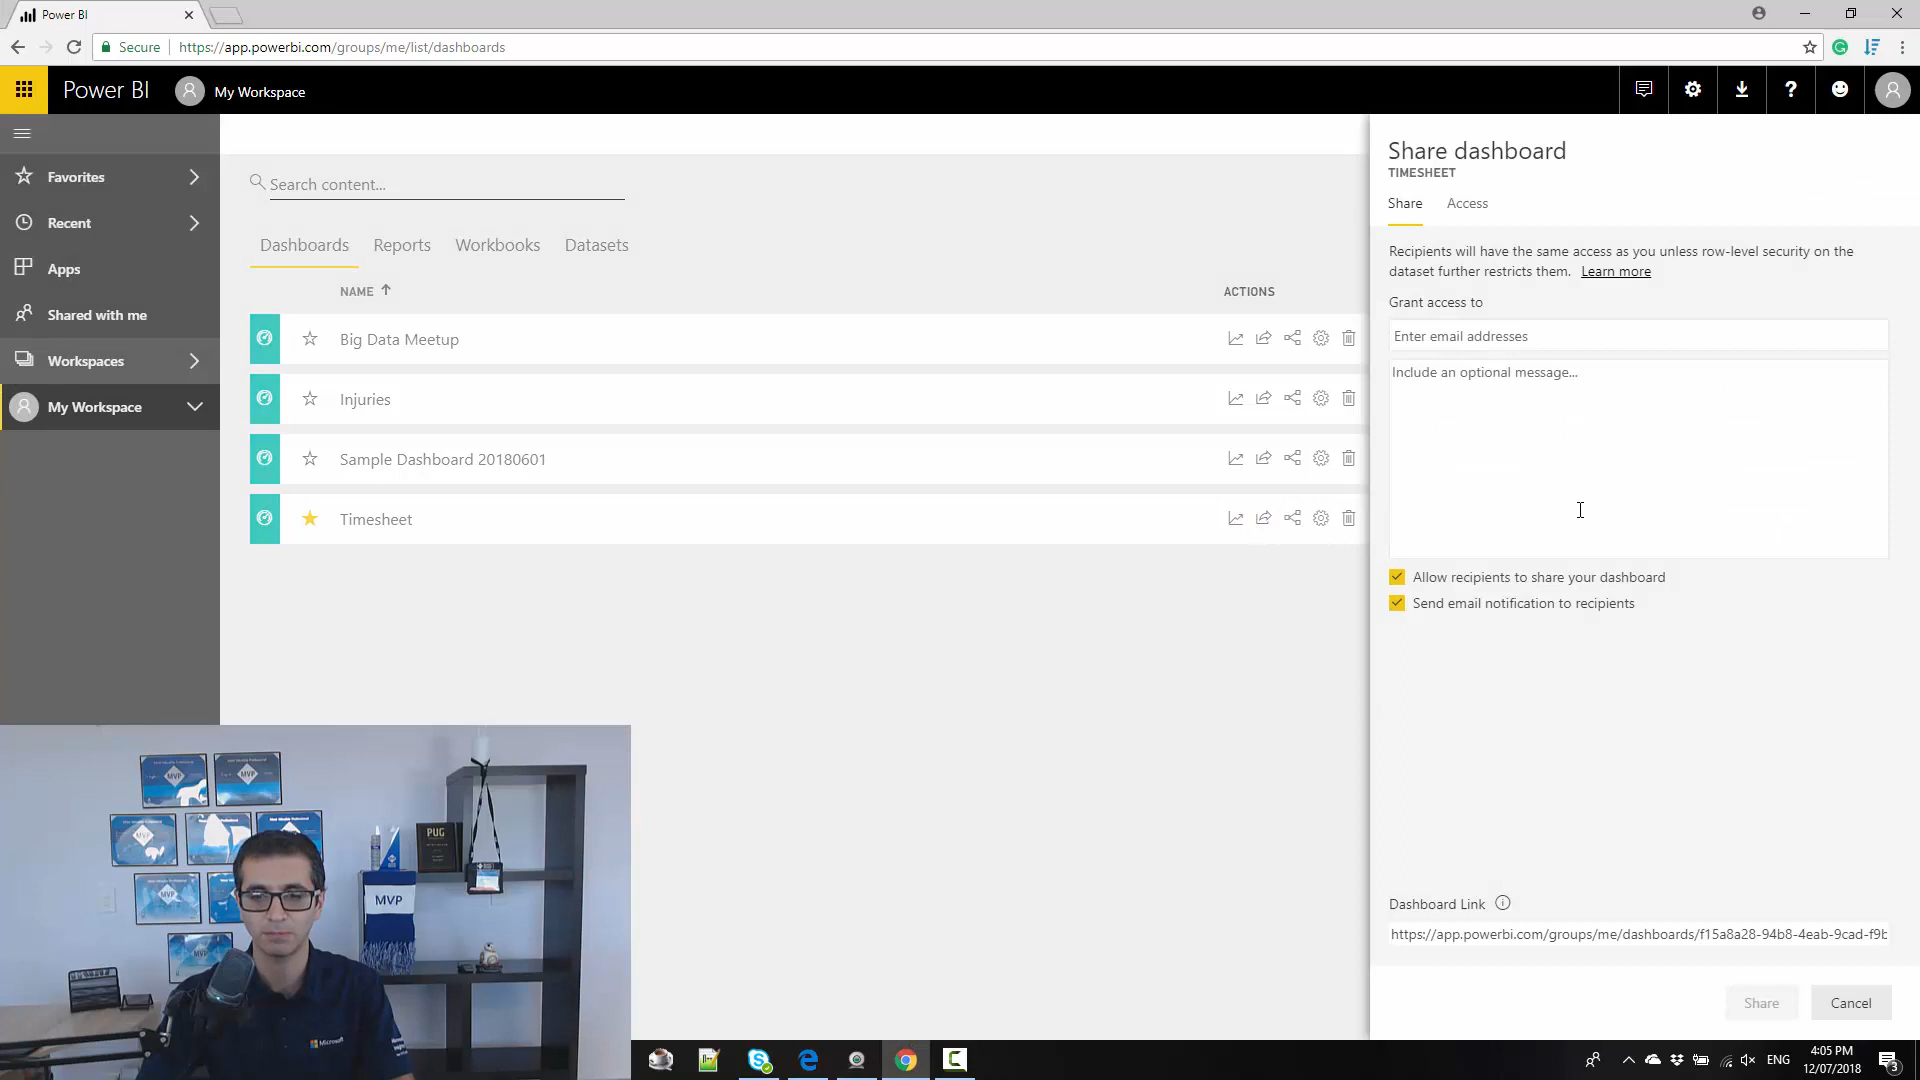 Power BI
Secure
https://app.powerbi.com/groups/me/list/dashboards
Power BI
My Workspace
Favorites
Recent
Apps
Shared with me
Workspaces
My Workspace
Search content...
Dashboards Reports Workbooks Datasets
NAME
ACTIONS
Big Data Meetup
Injuries
Sample Dashboard 20180601
Timesheet
Share dashboard
TIMESHEET
Share Access
Recipients will have the same access as you unless row-level security on the
dataset further restricts them. Learn more
Grant access to
Enter email addresses
Include an optional message...
Allow recipients to share your dashboard
Send email notification to recipients
Dashboard Link
https://app.powerbi.com/groups/me/dashboards/f15a8a28-94b8-4eab-9cad-f9b
Share
Cancel
MVP
MVP
MVP
PUG
MVP
Microsoft
ENG
4:05 PM
12/07/2018
3